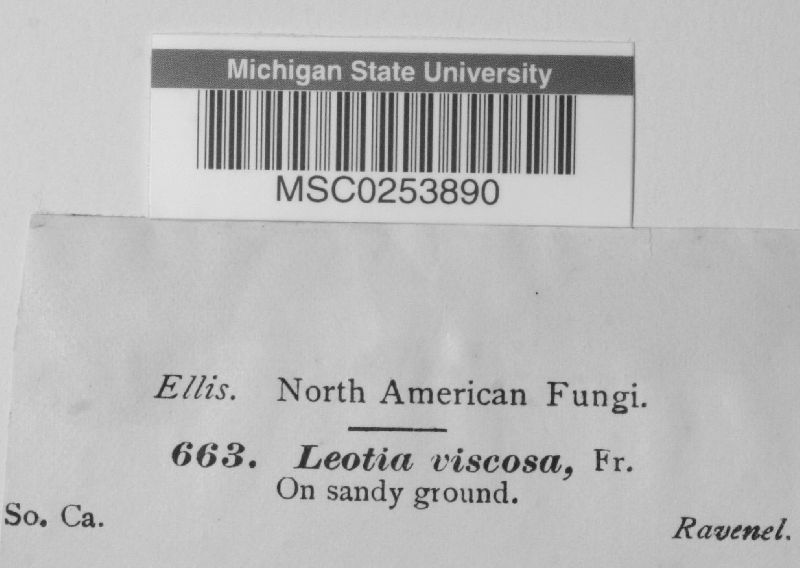 Michigan State University
MSC0253890
Ellis. North American Fungi.
663. Leotia viscosa, Fr.
On sandy ground.
So. Ca.
Ravenel.